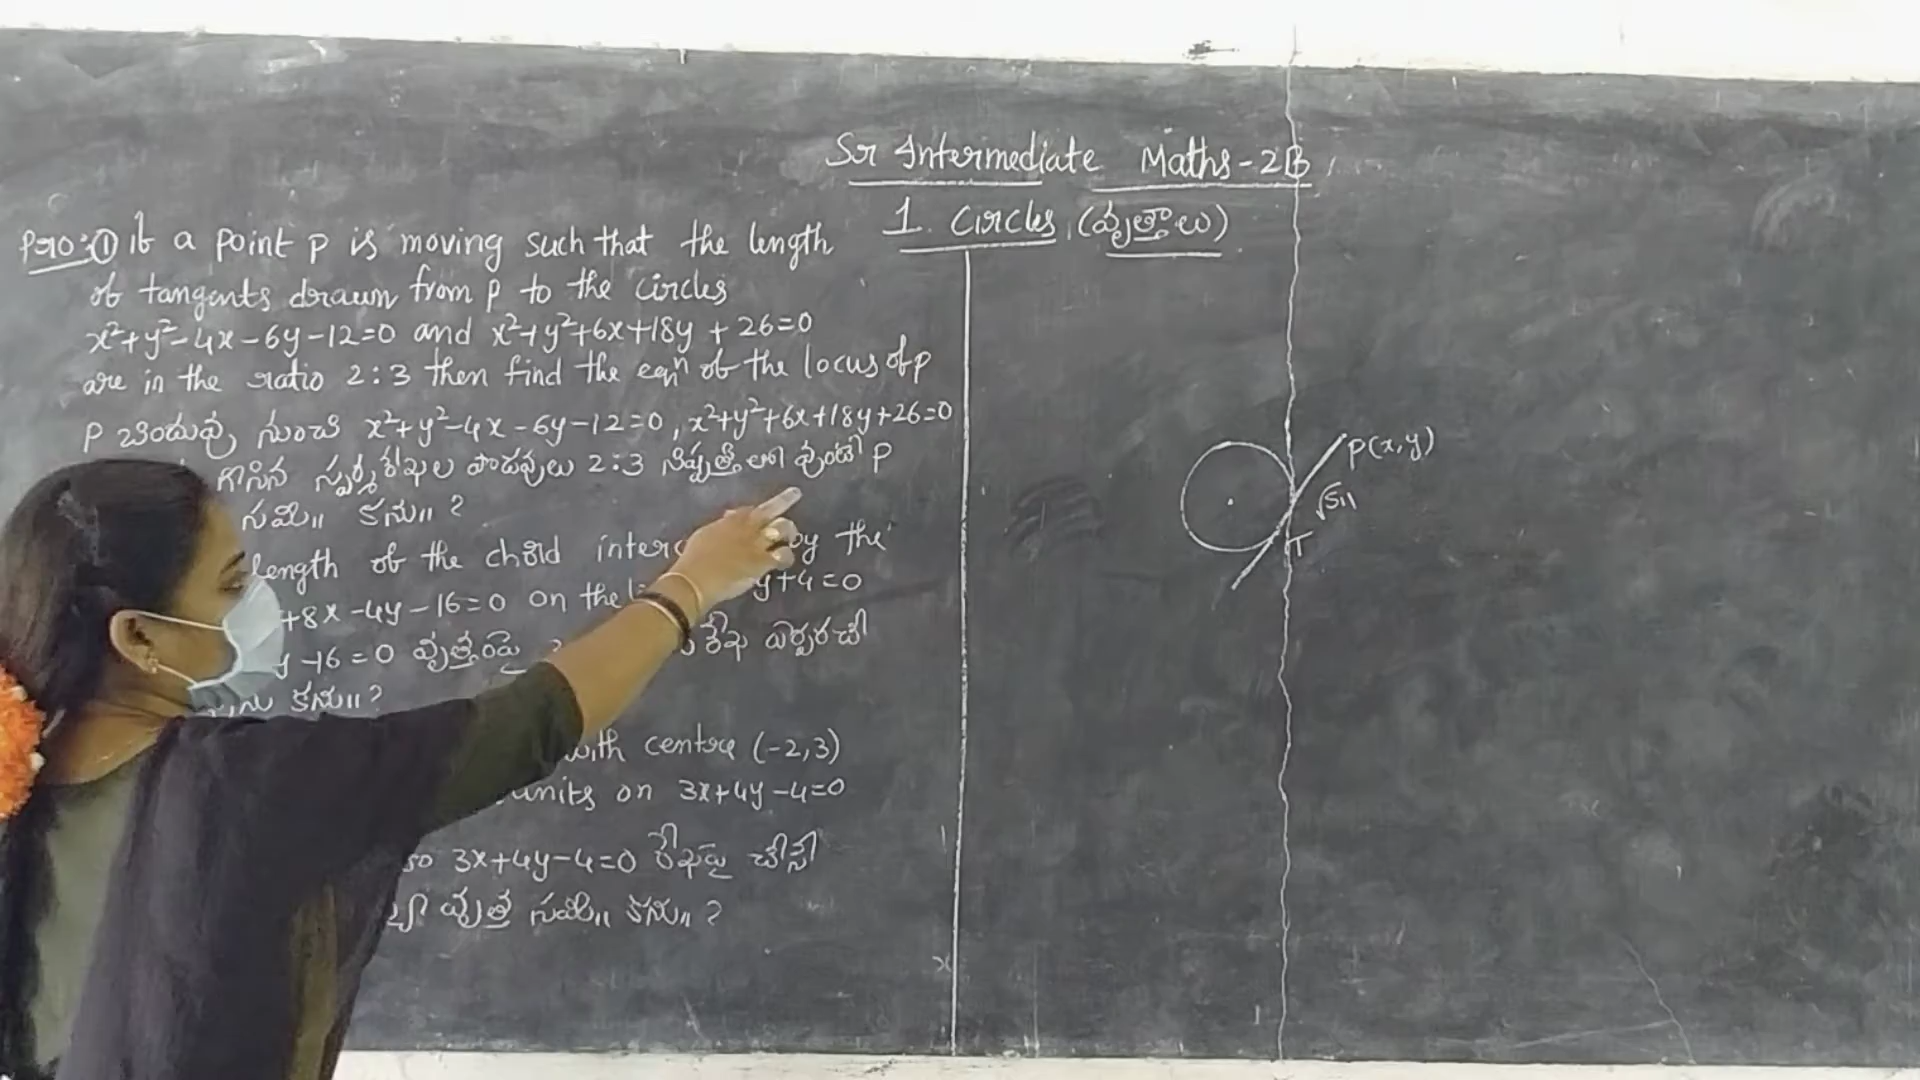 Sr Intermediate Maths-2B
1. Circles (వృత్తాలు)
Pro:① if a point P is moving such that the length
of tangents drawn from P to the circles
x²+y²-4x-6y-12=0 and x²+y²+6x+18y+26=0
are in the ratio 2:3 then find the eqⁿ of the locus of P
P బిందువు నుంచి x²+y²-4x-6y-12=0, x²+y²+6x+18y+26=0
గీసిన స్పర్శరేఖల పొడవులు 2:3 నిష్పత్తిలో వుంటే P
సమీ॥ కను॥ ?
length of the chord by the
+8x-4y-16=0 on the y+4=0
y-16=0 వృత్తంపై రేఖ ఏర్పరచే
కను॥ ?
with centre (-2,3)
units on 3x+4y-4=0
3x+4y-4=0 రేఖపై చేసే
వృత్త సమీ॥ కను॥ ?
P(x,y)
√S₁₁
T